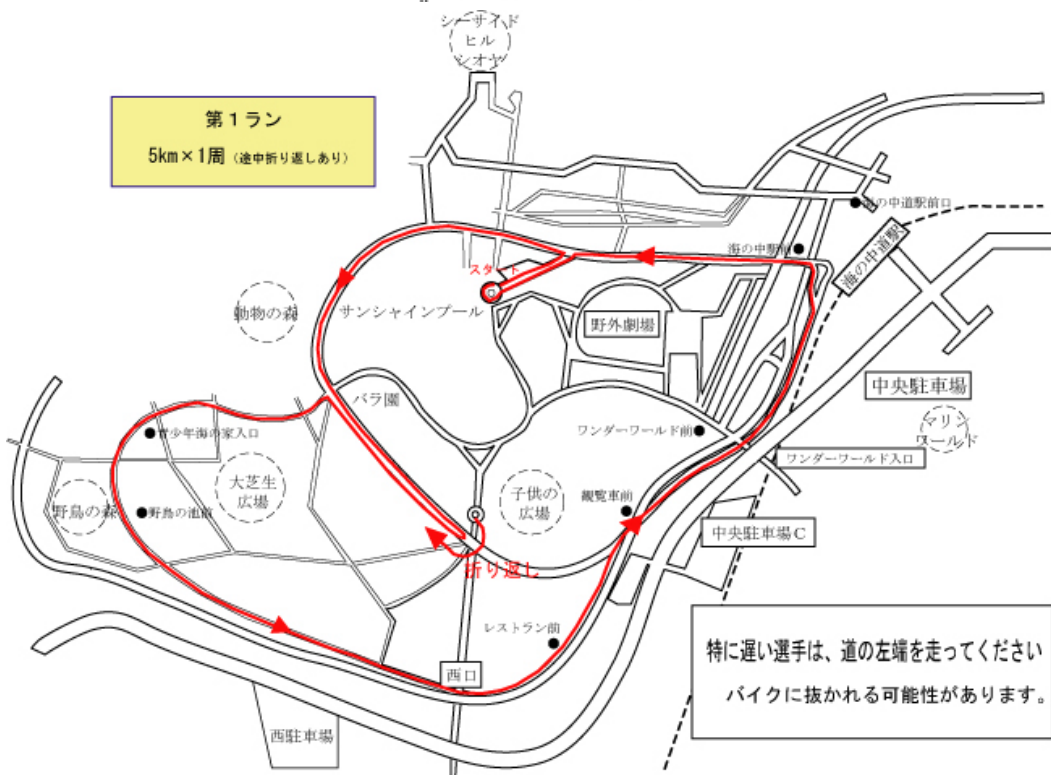 シーサイド
ヒル
シオヤ
第１ラン
5km×1周（途中折り返しあり）
海の中道駅前口
海の中駅前
海の中道駅
スタート
動物の森
サンシャインプール
野外劇場
中央駐車場
バラ園
マリン
ワールド
青少年海の家入口
ワンダーワールド前
ワンダーワールド入口
大芝生
広場
子供の
広場
観覧車前
野鳥の森
野鳥の池前
中央駐車場C
折り返し
レストラン前
特に遅い選手は、道の左端を走ってください
バイクに抜かれる可能性があります。
西口
西駐車場